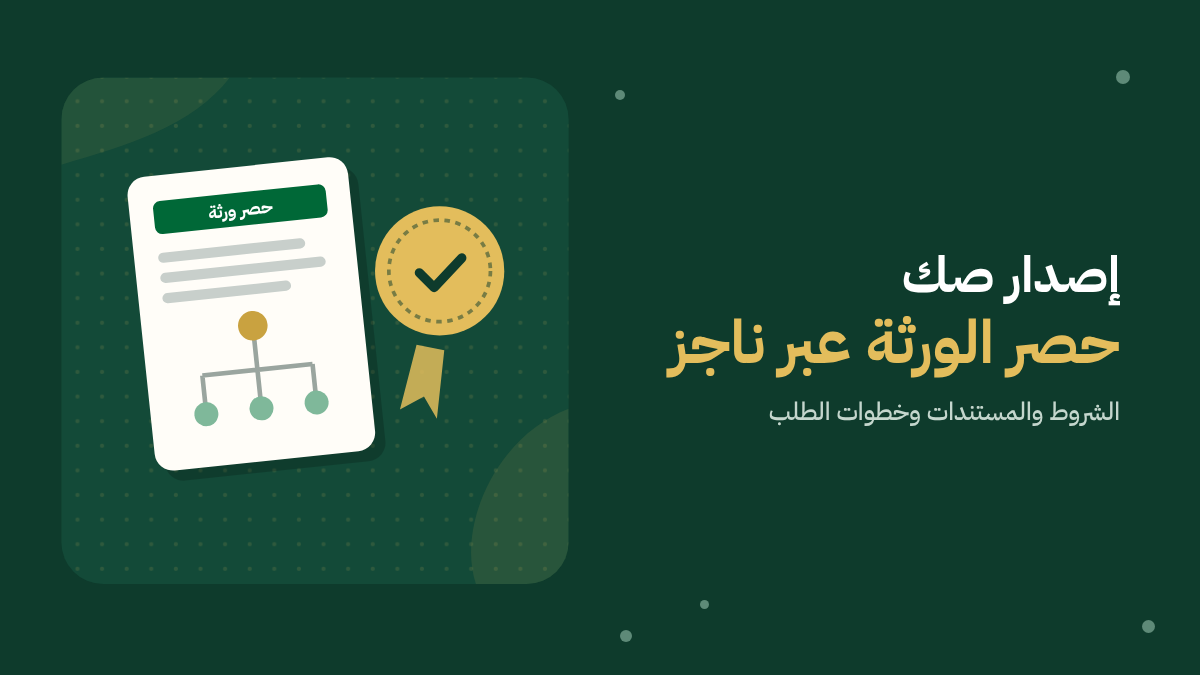 إصدار صك
حصر الورثة عبر ناجز
الشروط والمستندات وخطوات الطلب
حصر ورثة